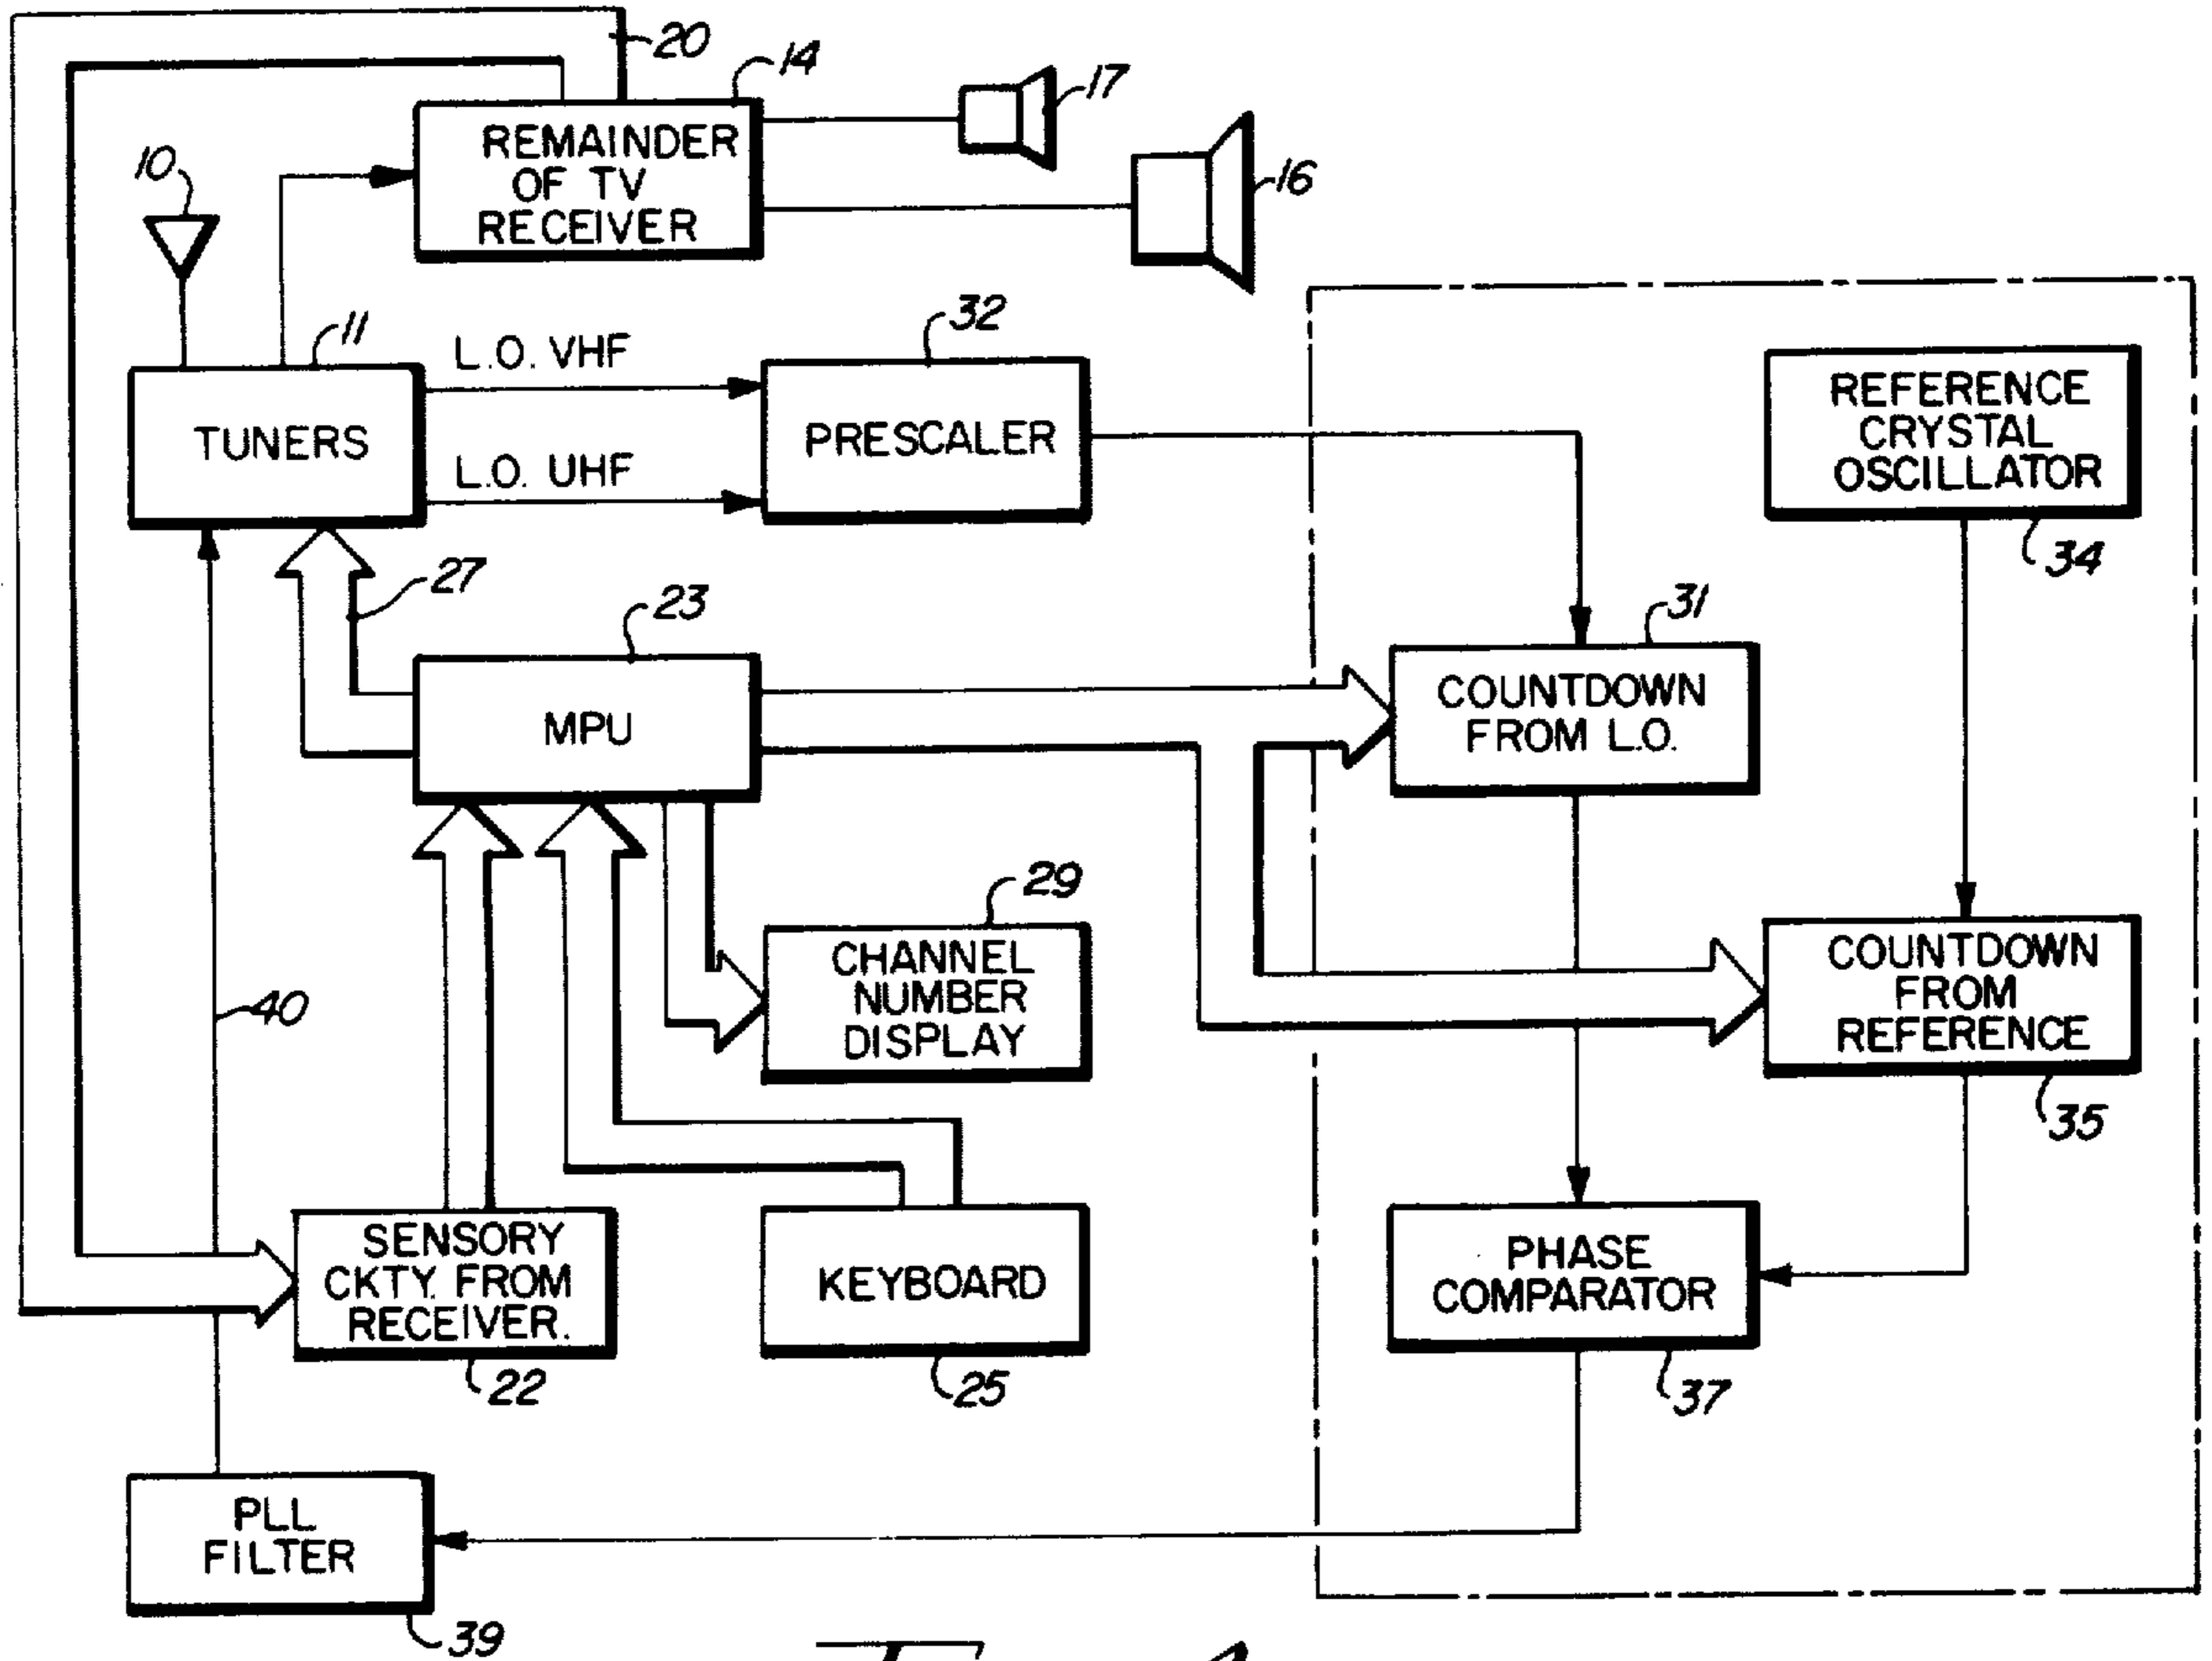 20
14
17
REMAINDER
OF TV
RECEIVER
10
16
11
L.O. VHF
32
TUNERS
PRESCALER
L.O. UHF
REFERENCE
CRYSTAL
OSCILLATOR
34
27
23
31
MPU
COUNTDOWN
FROM L.O.
29
CHANNEL
NUMBER
DISPLAY
COUNTDOWN
FROM
REFERENCE
40
35
SENSORY
CKTY. FROM
RECEIVER.
KEYBOARD
PHASE
COMPARATOR
22
25
37
PLL
FILTER
39